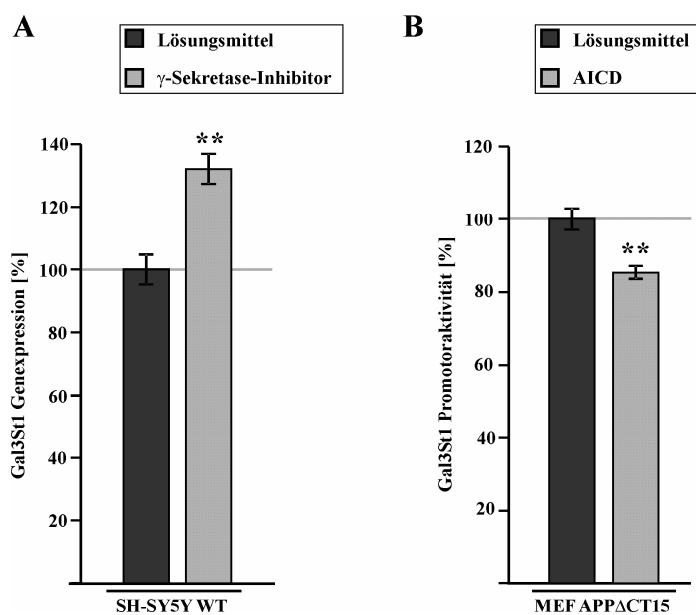 A
Lösungsmittel
γ-Sekretase-Inhibitor
Gal3St1 Genexpression [%]
140
120
100
80
60
40
20
**
SH-SY5Y WT
B
Lösungsmittel
AICD
Gal3St1 Promotoraktivität [%]
120
100
80
60
40
20
**
MEF APPΔCT15